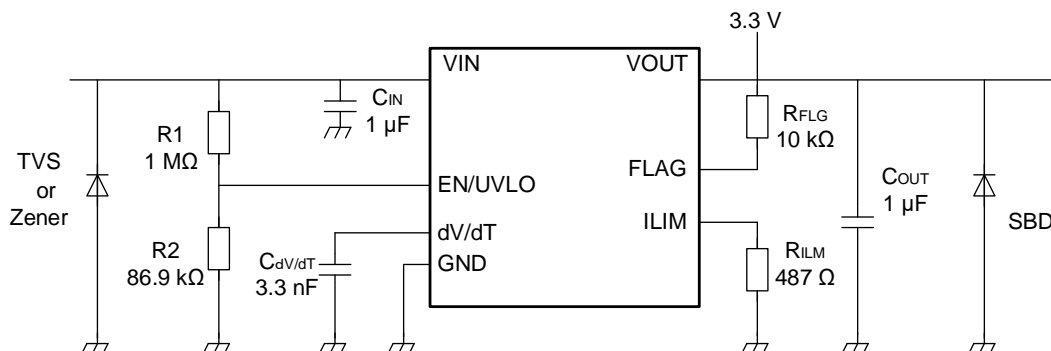 3.3 V
VIN
VOUT
CIN
1 µF
R1
1 MΩ
RFLG
10 kΩ
TVS
or
Zener
EN/UVLO
FLAG
COUT
1 µF
ILIM
SBD
R2
86.9 kΩ
dV/dT
GND
CdV/dT
3.3 nF
RILM
487 Ω